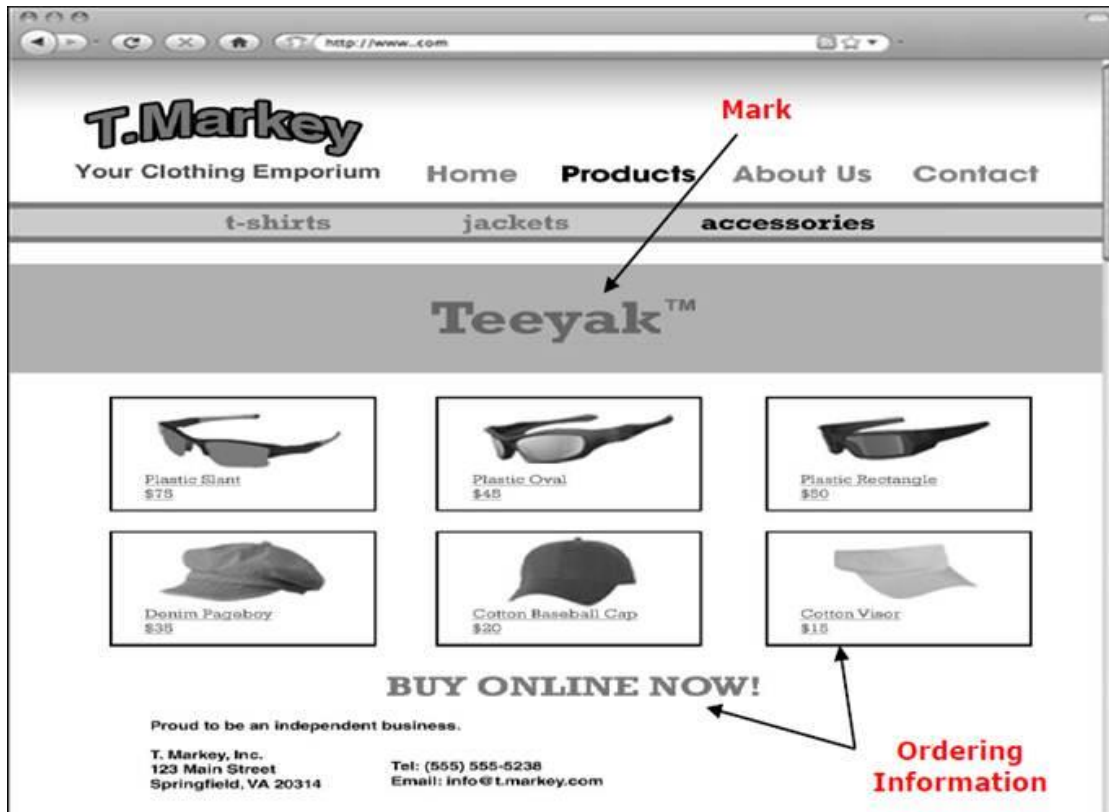 http://www..com
T.Markey
Your Clothing Emporium
Home Products About Us Contact
Mark
t-shirts jackets accessories
Teeyak™
Plastic Slant
$75
Plastic Oval
$45
Plastic Rectangle
$50
Denim Pageboy
$35
Cotton Baseball Cap
$20
Cotton Visor
$15
BUY ONLINE NOW!
Ordering
Information
Proud to be an independent business.
T. Markey, Inc.
123 Main Street
Springfield, VA 20314
Tel: (555) 555-5238
Email: info@t.markey.com